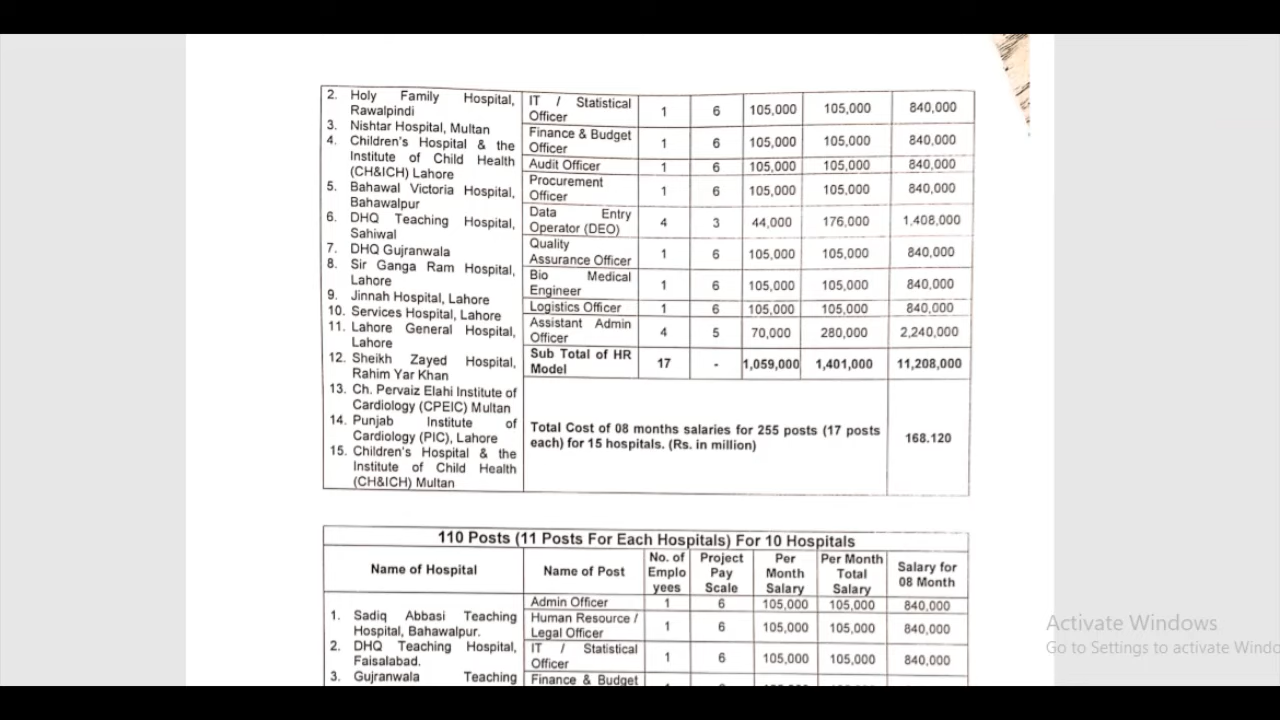 2. Holy Family Hospital,
Rawalpindi
3. Nishtar Hospital, Multan
4. Children's Hospital & the
Institute of Child Health
(CH&ICH) Lahore
5. Bahawal Victoria Hospital,
Bahawalpur
6. DHQ Teaching Hospital,
Sahiwal
7. DHQ Gujranwala
8. Sir Ganga Ram Hospital,
Lahore
9. Jinnah Hospital, Lahore
10. Services Hospital, Lahore
11. Lahore General Hospital,
Lahore
12. Sheikh Zayed Hospital,
Rahim Yar Khan
13. Ch. Pervaiz Elahi Institute of
Cardiology (CPEIC) Multan
14. Punjab Institute of
Cardiology (PIC), Lahore
15. Children's Hospital & the
Institute of Child Health
(CH&ICH) Multan
IT / Statistical
Officer 1 6 105,000 105,000 840,000
Finance & Budget
Officer 1 6 105,000 105,000 840,000
Audit Officer 1 6 105,000 105,000 840,000
Procurement
Officer 1 6 105,000 105,000 840,000
Data Entry
Operator (DEO) 4 3 44,000 176,000 1,408,000
Quality
Assurance Officer 1 6 105,000 105,000 840,000
Bio Medical
Engineer 1 6 105,000 105,000 840,000
Logistics Officer 1 6 105,000 105,000 840,000
Assistant Admin
Officer 4 5 70,000 280,000 2,240,000
Sub Total of HR
Model 17 - 1,059,000 1,401,000 11,208,000
Total Cost of 08 months salaries for 255 posts (17 posts
each) for 15 hospitals. (Rs. in million) 168.120
110 Posts (11 Posts For Each Hospitals) For 10 Hospitals
Name of Hospital
Name of Post
No. of
Emplo
yees
Project
Pay
Scale
Per
Month
Salary
Per Month
Total
Salary
Salary for
08 Month
1. Sadiq Abbasi Teaching
Hospital, Bahawalpur.
2. DHQ Teaching Hospital,
Faisalabad.
3. Gujranwala Teaching
Admin Officer 1 6 105,000 105,000 840,000
Human Resource /
Legal Officer 1 6 105,000 105,000 840,000
IT / Statistical
Officer 1 6 105,000 105,000 840,000
Finance & Budget
Activate Windows
Go to Settings to activate Windo